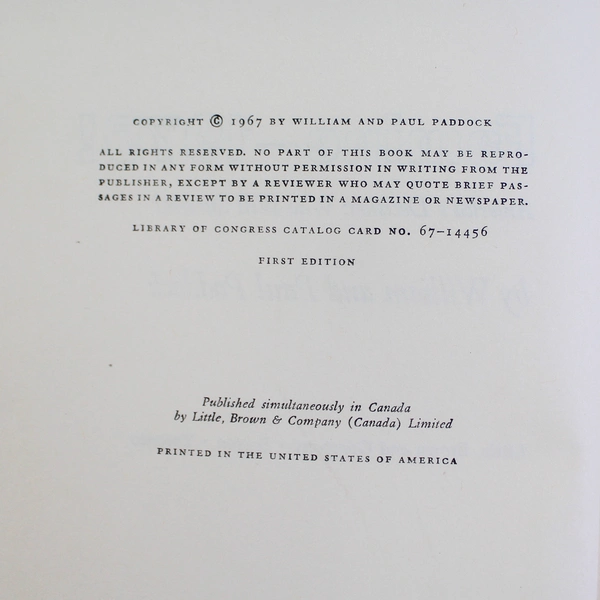 COPYRIGHT © 1967 BY WILLIAM AND PAUL PADDOCK
ALL RIGHTS RESERVED. NO PART OF THIS BOOK MAY BE REPRO-
DUCED IN ANY FORM WITHOUT PERMISSION IN WRITING FROM THE
PUBLISHER, EXCEPT BY A REVIEWER WHO MAY QUOTE BRIEF PAS-
SAGES IN A REVIEW TO BE PRINTED IN A MAGAZINE OR NEWSPAPER.
LIBRARY OF CONGRESS CATALOG CARD NO. 67-14456
FIRST EDITION
Published simultaneously in Canada
by Little, Brown & Company (Canada) Limited
PRINTED IN THE UNITED STATES OF AMERICA